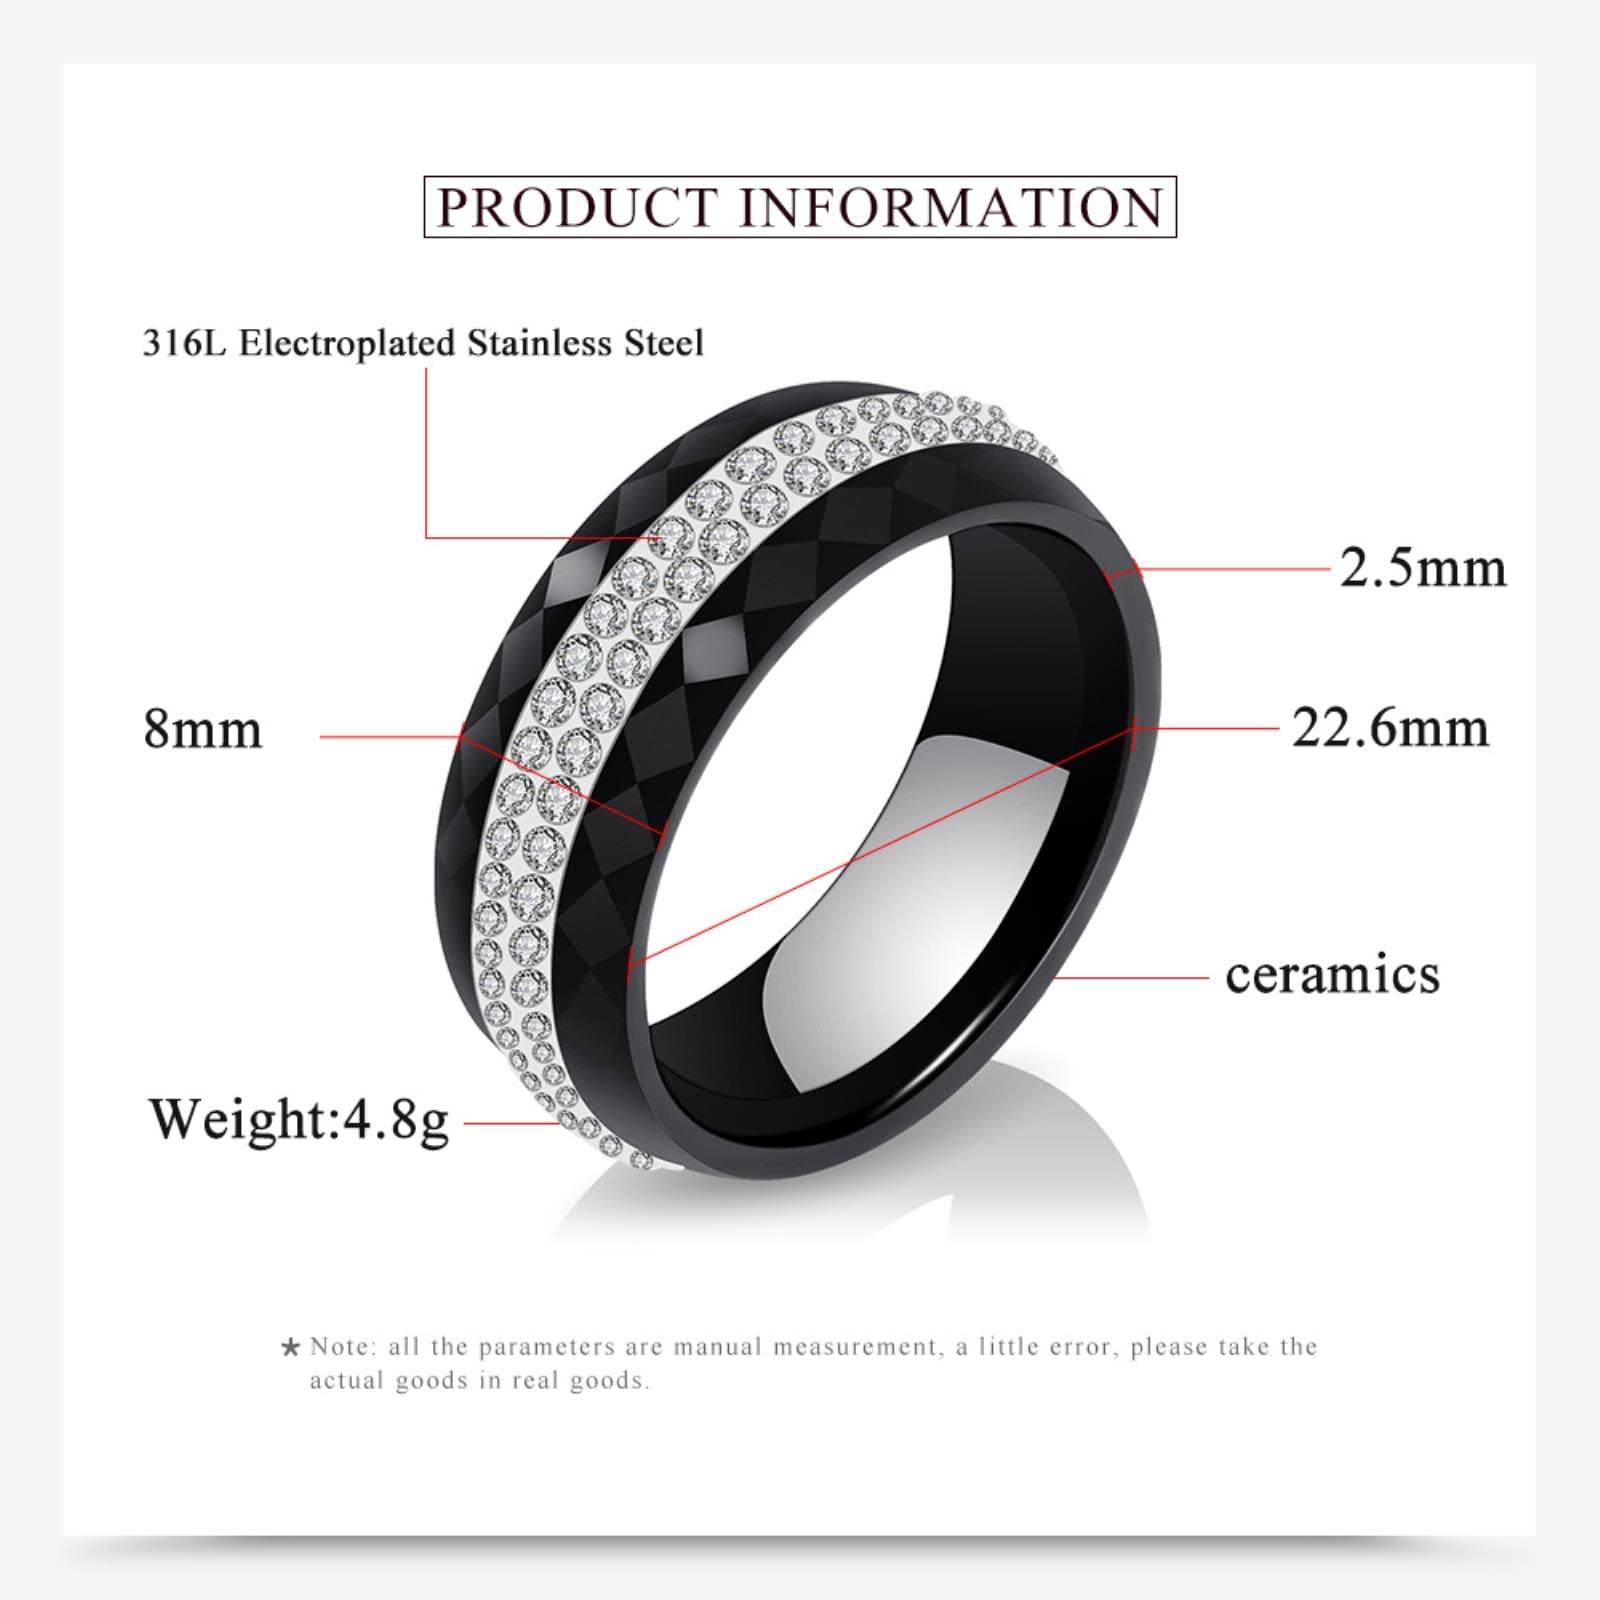 PRODUCT INFORMATION
316L Electroplated Stainless Steel
2.5mm
8mm
22.6mm
ceramics
Weight:4.8g
★ Note: all the parameters are manual measurement, a little error, please take the
actual goods in real goods.